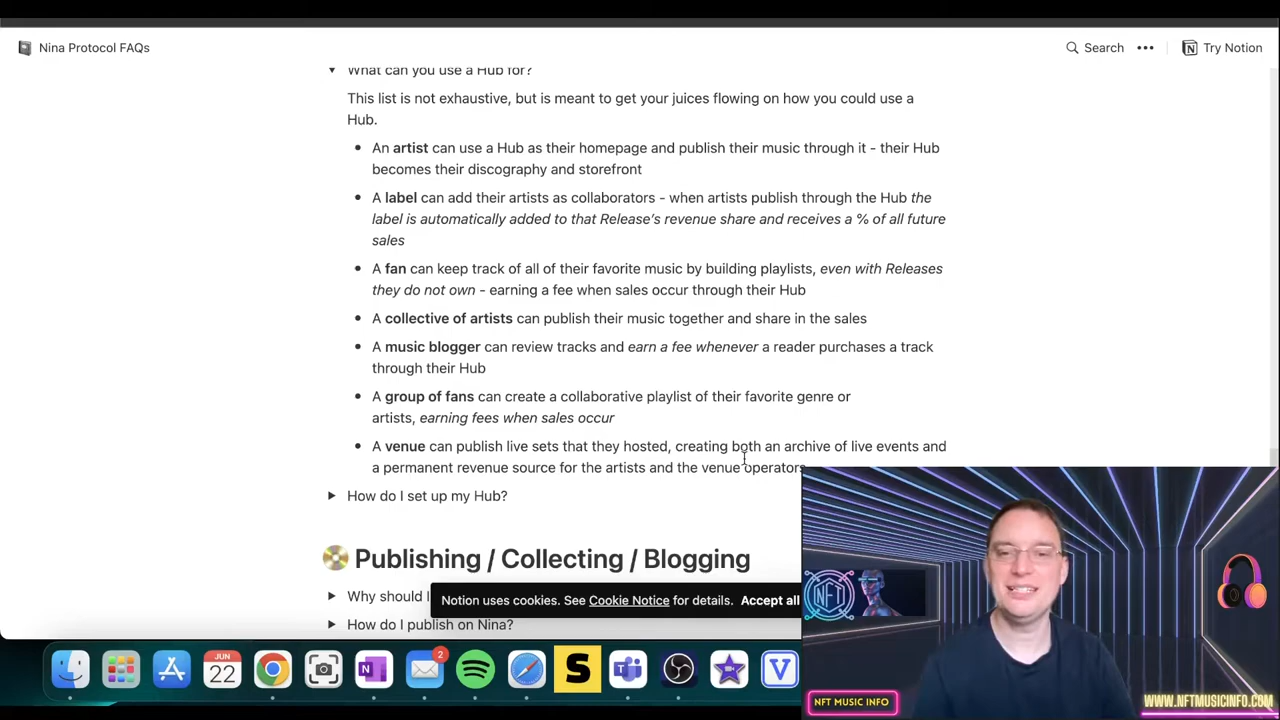 Nina Protocol FAQs
Search
Try Notion
What can you use a Hub for?
This list is not exhaustive, but is meant to get your juices flowing on how you could use a
Hub.
• An artist can use a Hub as their homepage and publish their music through it - their Hub
becomes their discography and storefront
• A label can add their artists as collaborators - when artists publish through the Hub the
label is automatically added to that Release's revenue share and receives a % of all future
sales
• A fan can keep track of all of their favorite music by building playlists, even with Releases
they do not own - earning a fee when sales occur through their Hub
• A collective of artists can publish their music together and share in the sales
• A music blogger can review tracks and earn a fee whenever a reader purchases a track
through their Hub
• A group of fans can create a collaborative playlist of their favorite genre or
artists, earning fees when sales occur
• A venue can publish live sets that they hosted, creating both an archive of live events and
a permanent revenue source for the artists and the venue operators
How do I set up my Hub?
Publishing / Collecting / Blogging
Why should I
Notion uses cookies. See Cookie Notice for details. Accept all
How do I publish on Nina?
JUN
22
N
2
S
T
V
NFT
NFT MUSIC INFO
WWW.NFTMUSICINFO.COM